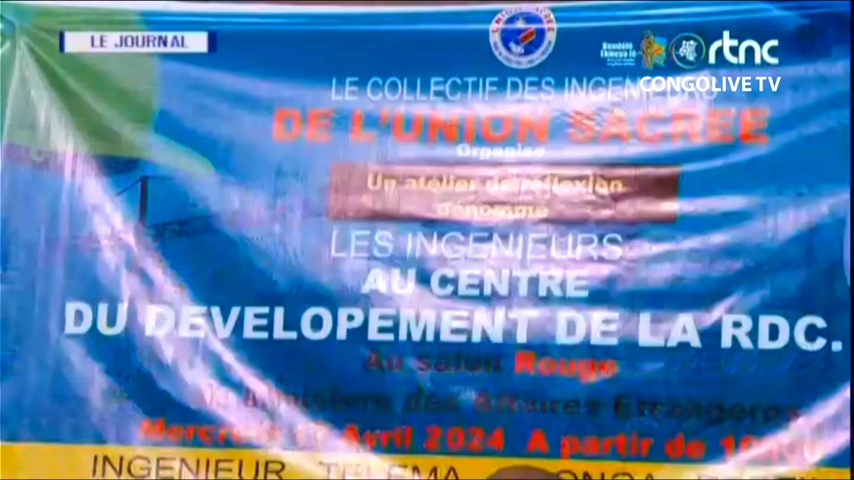 LE JOURNAL
rtnc
CONGOLIVE TV
LE COLLECTIF DES INGENIEURS
DE L'UNION SACREE
Organise
Un atelier de réflexion
dénommé
LES INGENIEURS
AU CENTRE
DU DEVELOPEMENT DE LA RDC.
Au salon Rouge
Ministère des Affaires Etrangères
Mercredi Avril 2024 A partir de
INGENIEUR TELEMA